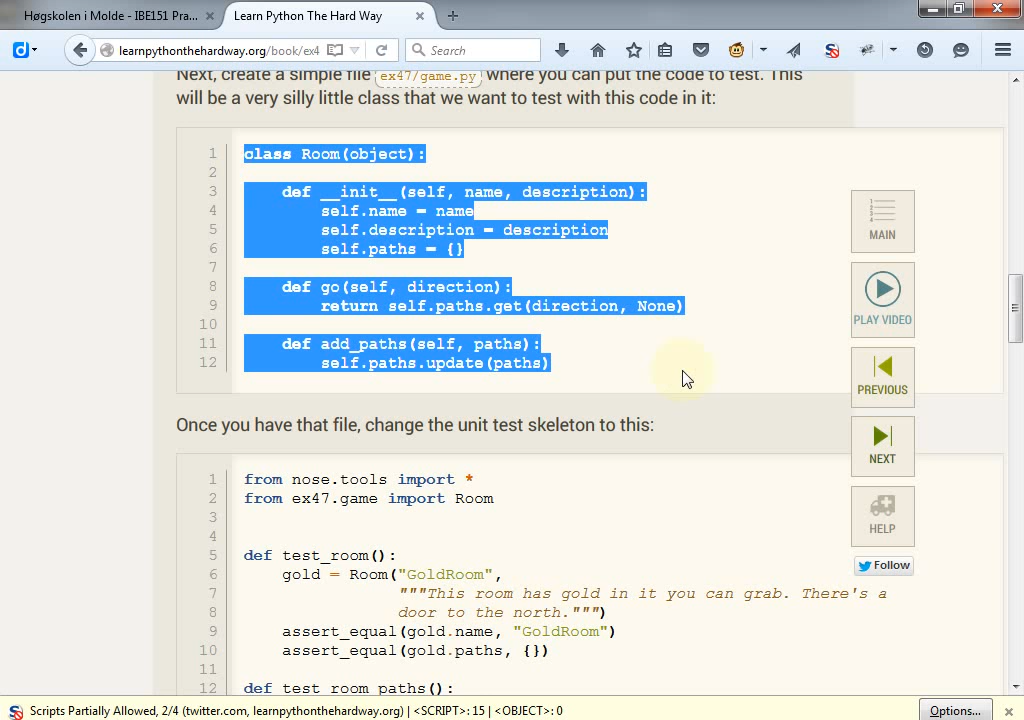 Høgskolen i Molde - IBE151 Pra...
Learn Python The Hard Way
learnpythonthehardway.org/book/ex4
Search
Next, create a simple file ex47/game.py where you can put the code to test. This
will be a very silly little class that we want to test with this code in it:
1 class Room(object):
2
3 def __init__(self, name, description):
4 self.name = name
5 self.description = description
6 self.paths = {}
7
8 def go(self, direction):
9 return self.paths.get(direction, None)
10
11 def add_paths(self, paths):
12 self.paths.update(paths)
MAIN
PLAY VIDEO
PREVIOUS
NEXT
HELP
Follow
Once you have that file, change the unit test skeleton to this:
1 from nose.tools import *
2 from ex47.game import Room
3
4
5 def test_room():
6 gold = Room("GoldRoom",
7 """This room has gold in it you can grab. There's a
8 door to the north.""")
9 assert_equal(gold.name, "GoldRoom")
10 assert_equal(gold.paths, {})
11
12 def test_room_paths():
Scripts Partially Allowed, 2/4 (twitter.com, learnpythonthehardway.org) | <SCRIPT>: 15 | <OBJECT>: 0
Options...